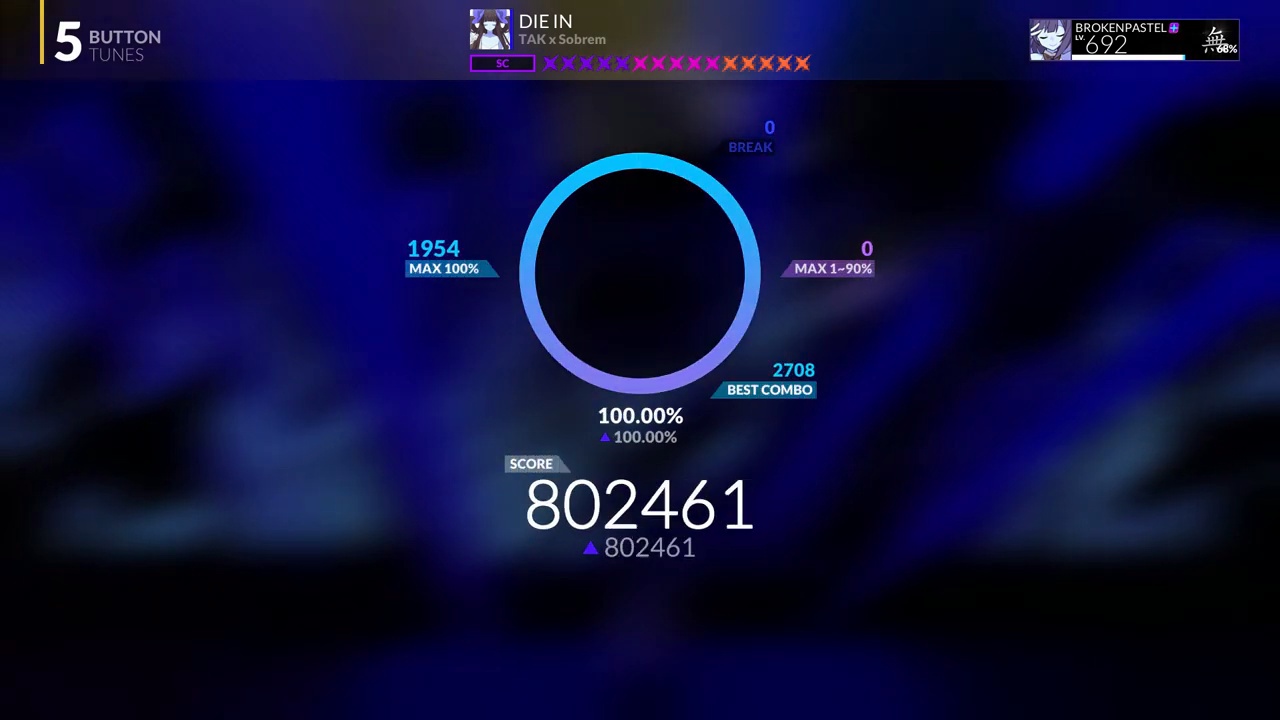 5 BUTTON
TUNES
DIE IN
TAK x Sobrem
SC
BROKENPASTEL
LV. 692
無 68%
0
BREAK
1954
MAX 100%
0
MAX 1~90%
2708
BEST COMBO
100.00%
▲ 100.00%
SCORE
802461
▲ 802461